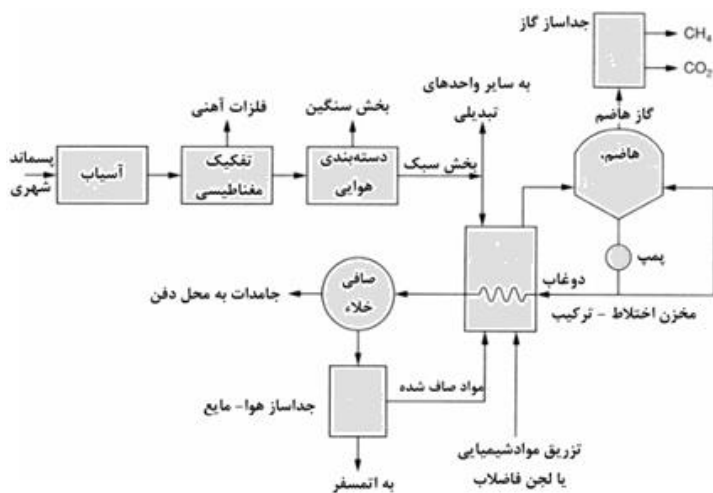 جداساز گاز
CH₄
CO₂
گاز هاضم
هاضم،
پمپ
به سایر واحدهای
تبدیلی
فلزات آهنی
بخش سنگین
پسماند
شهری
آسیاب
تفکیک
مغناطیسی
دسته‌بندی
هوایی
بخش سبک
دوغاب
مخزن اختلاط - ترکیب
صافی
خلاء
جامدات به محل دفن
جداساز هوا- مایع
مواد صاف شده
به اتمسفر
تزریق موادشیمیایی
یا لجن فاضلاب